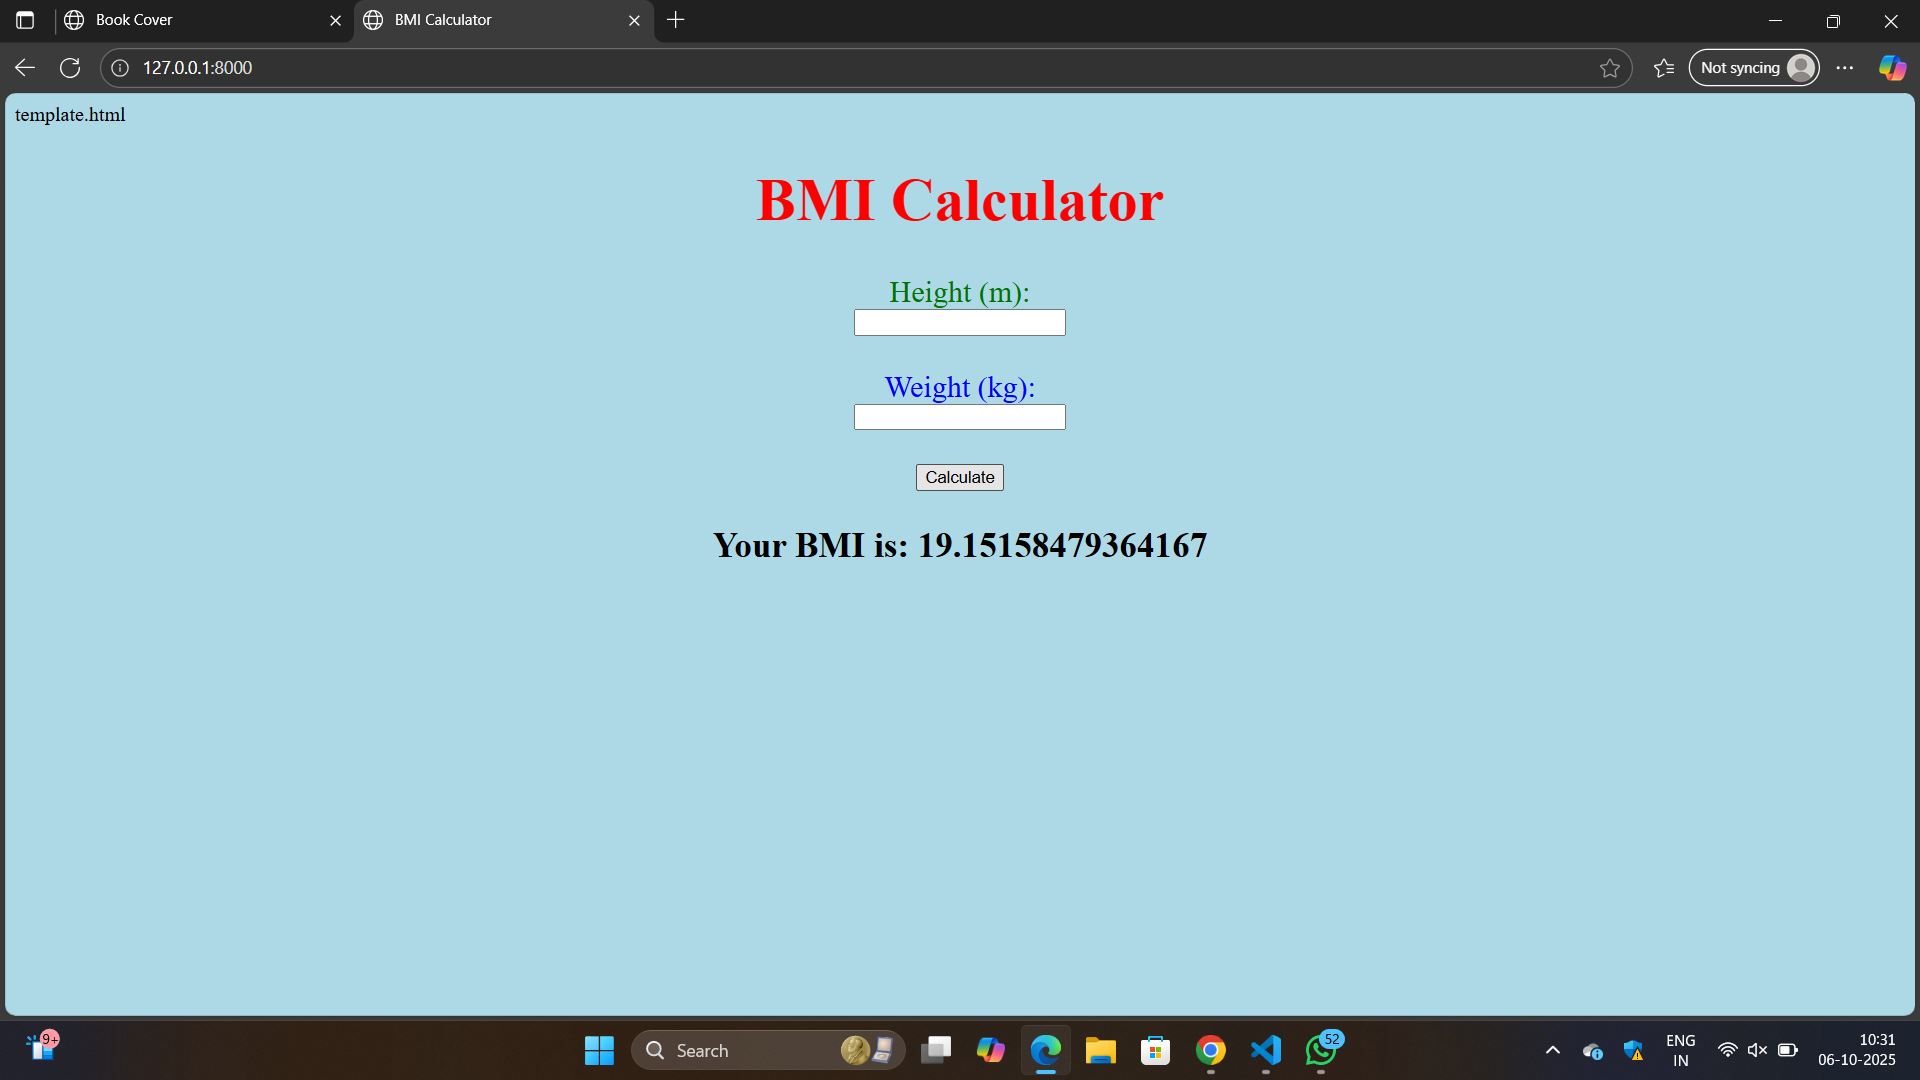 Book Cover
BMI Calculator
127.0.0.1:8000
Not syncing
template.html
BMI Calculator
Height (m):
Weight (kg):
Calculate
Your BMI is: 19.15158479364167
9+
Search
52
ENG
IN
10:31
06-10-2025